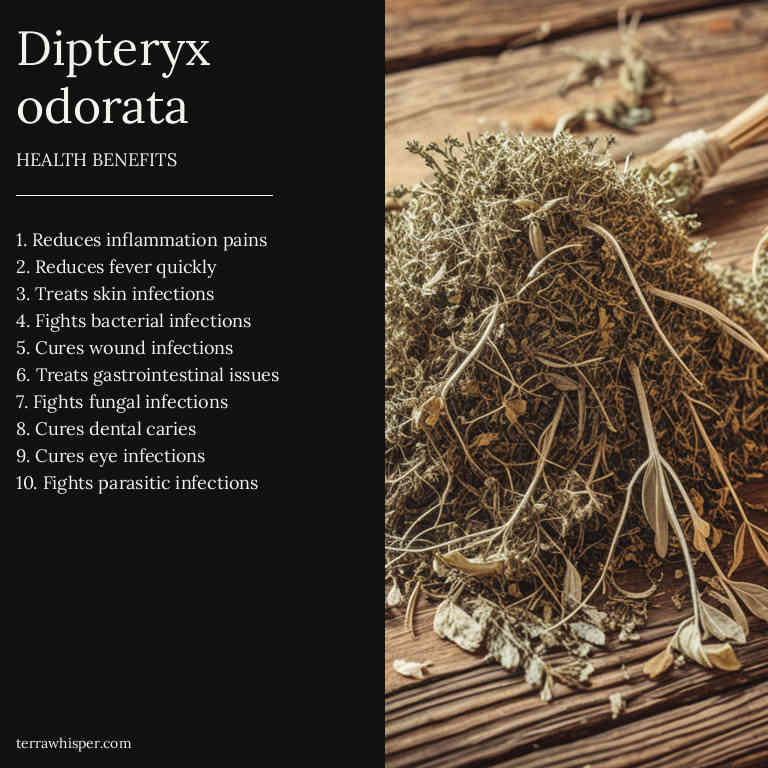 Dipteryx
odorata
HEALTH BENEFITS
1. Reduces inflammation pains
2. Reduces fever quickly
3. Treats skin infections
4. Fights bacterial infections
5. Cures wound infections
6. Treats gastrointestinal issues
7. Fights fungal infections
8. Cures dental caries
9. Cures eye infections
10. Fights parasitic infections
terrawhisper.com